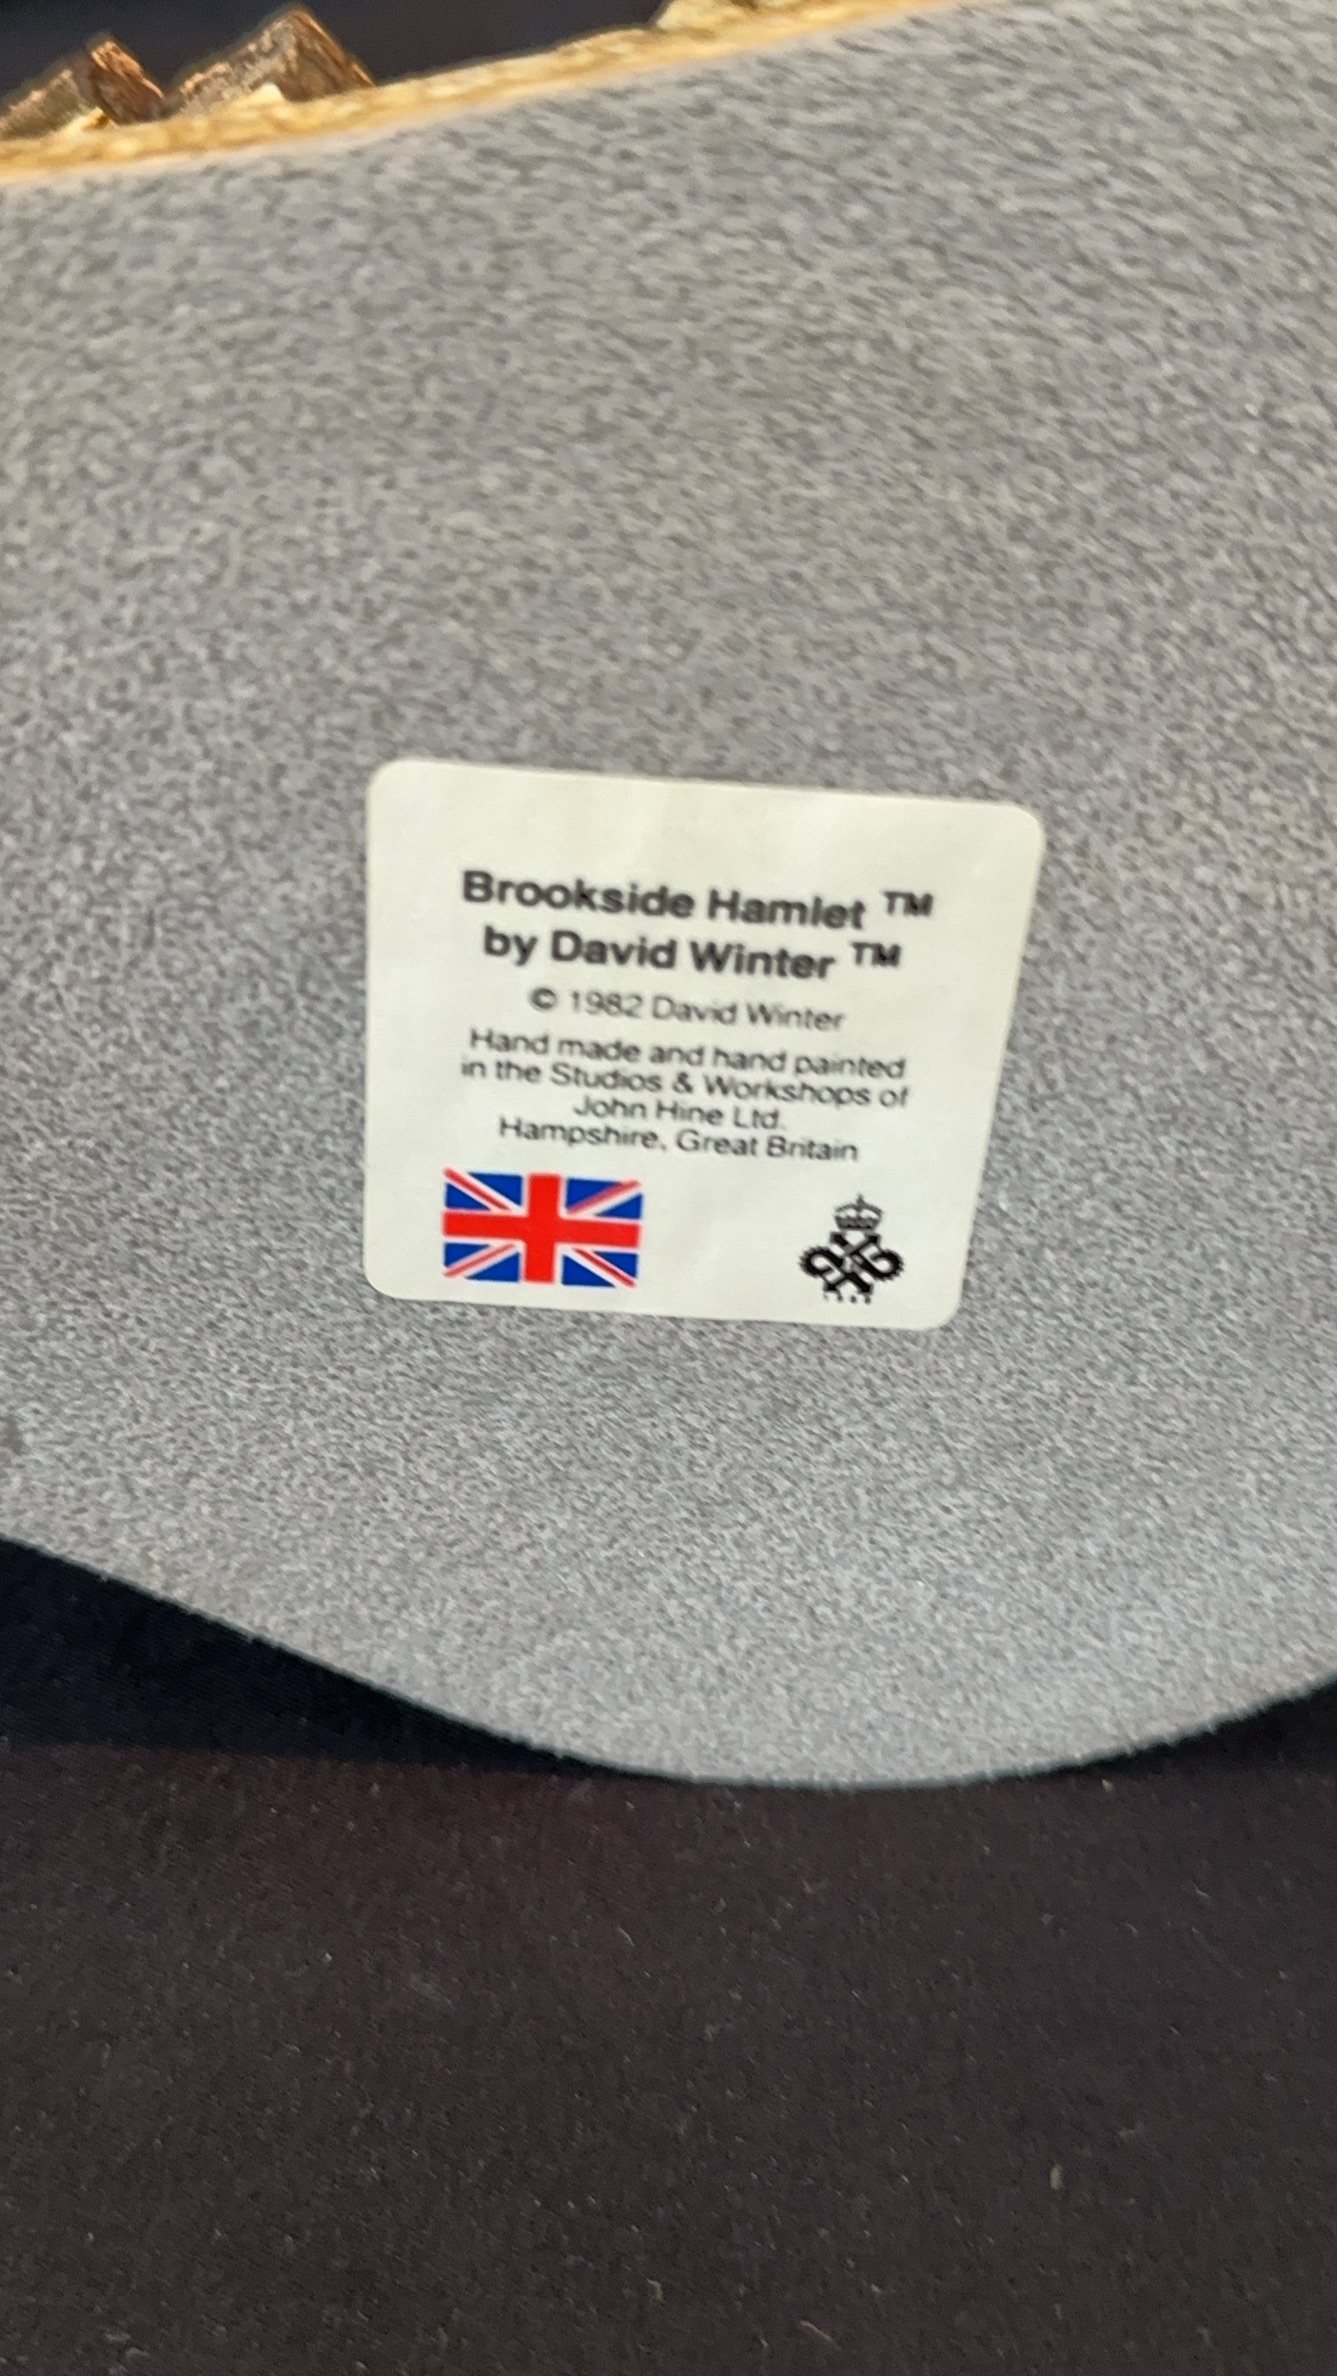 Brookside Hamlet ™
by David Winter ™
© 1982 David Winter
Hand made and hand painted
in the Studios & Workshops of
John Hine Ltd.
Hampshire, Great Britain